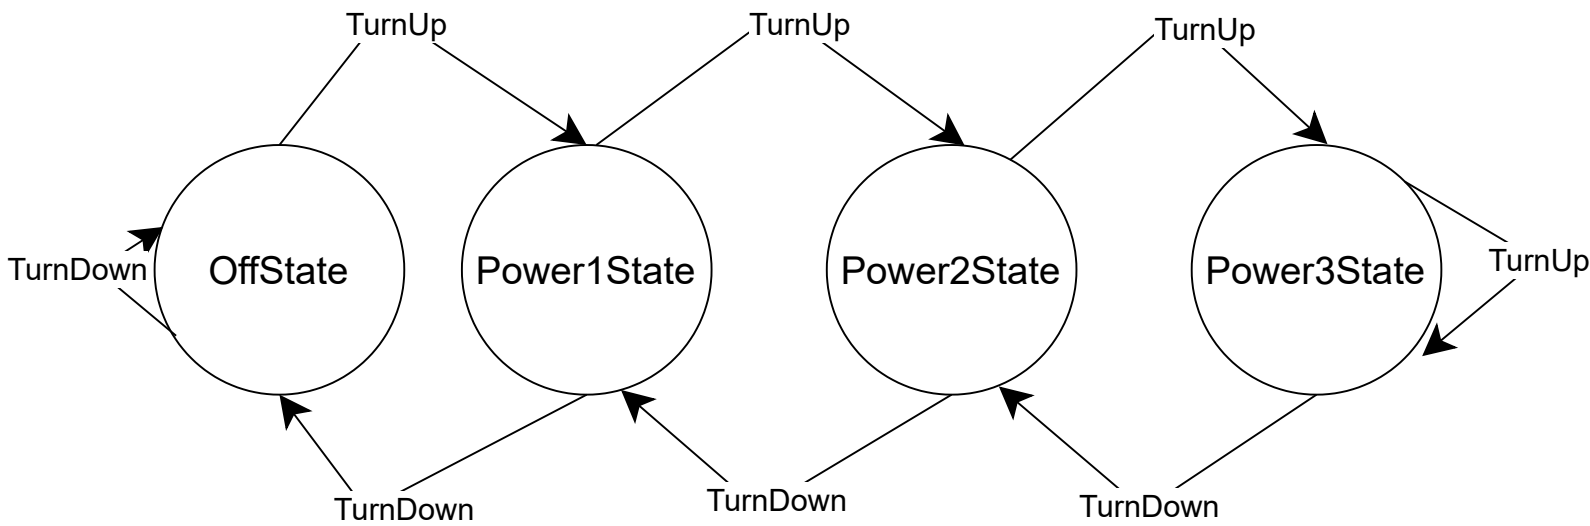 TurnUp
TurnUp
TurnUp
TurnDown
OffState
Power1State
Power2State
Power3State
TurnUp
TurnDown
TurnDown
TurnDown